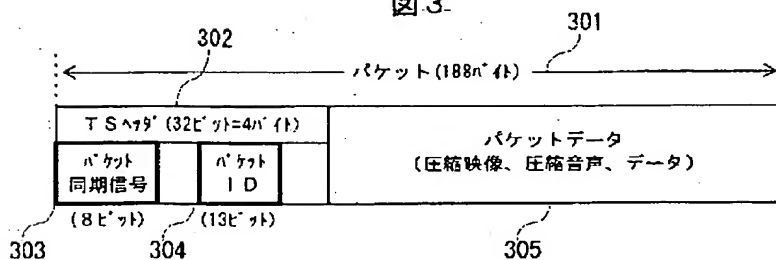 図3
301
302
パケット(188バイト)
TSヘッダ(32ビット=4バイト)
パケットデータ
(圧縮映像、圧縮音声、データ)
パケット
同期信号
パケット
ID
(8ビット)
(13ビット)
303
304
305